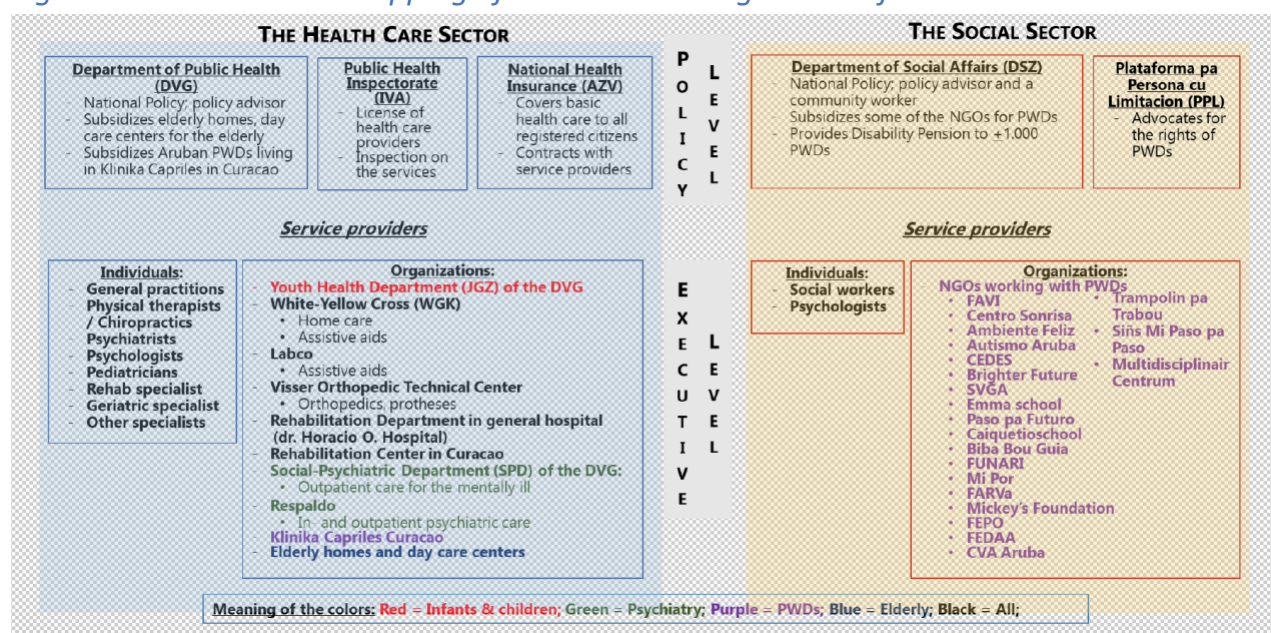 THE HEALTH CARE SECTOR
Department of Public Health
(DVG)
- National Policy; policy advisor
- Subsidizes elderly homes, day
care centers for the elderly
- Subsidizes Aruban PWDs living
in Klinika Capriles in Curacao
Public Health
Inspectorate
(IVA)
- License of
health care
providers
- Inspection on
the services
National Health
Insurance (AZV)
- Covers basic
health care to all
registered citizens
- Contracts with
service providers
POLICY
LEVEL
THE SOCIAL SECTOR
Department of Social Affairs (DSZ)
- National Policy; policy advisor and a
community worker
- Subsidizes some of the NGOs for PWDs
- Provides Disability Pension to ±1.000
PWDs
Plataforma pa
Persona cu
Limitacion (PPL)
- Advocates for
the rights of
PWDs
Service providers
Individuals:
- General practitions
- Physical therapists
/ Chiropractics
- Psychiatrists
- Psychologists
- Pediatricians
- Rehab specialist
- Geriatric specialist
- Other specialists
Organizations:
- Youth Health Department (JGZ) of the DVG
- White-Yellow Cross (WGK)
• Home care
• Assistive aids
- Labco
• Assistive aids
- Visser Orthopedic Technical Center
• Orthopedics, protheses
- Rehabilitation Department in general hospital
(dr. Horacio O. Hospital)
- Rehabilitation Center in Curacao
- Social-Psychiatric Department (SPD) of the DVG:
• Outpatient care for the mentally ill
- Respaldo
• In- and outpatient psychiatric care
- Klinika Capriles Curacao
- Elderly homes and day care centers
EXECUTIVE
LEVEL
Service providers
Individuals:
- Social workers
- Psychologists
Organizations:
NGOs working with PWDs
• FAVI
• Centro Sonrisa
• Ambiente Feliz
• Autismo Aruba
• CEDES
• Brighter Future
• SVGA
• Emma school
• Paso pa Futuro
• Caiquetioschool
• Biba Bou Guia
• FUNARI
• Mi Por
• FARVa
• Mickey's Foundation
• FEPO
• FEDAA
• CVA Aruba
• Trampolin pa
Trabou
• Siñs Mi Paso pa
Paso
• Multidisciplinair
Centrum
Meaning of the colors: Red = Infants & children; Green = Psychiatry; Purple = PWDs; Blue = Elderly; Black = All;